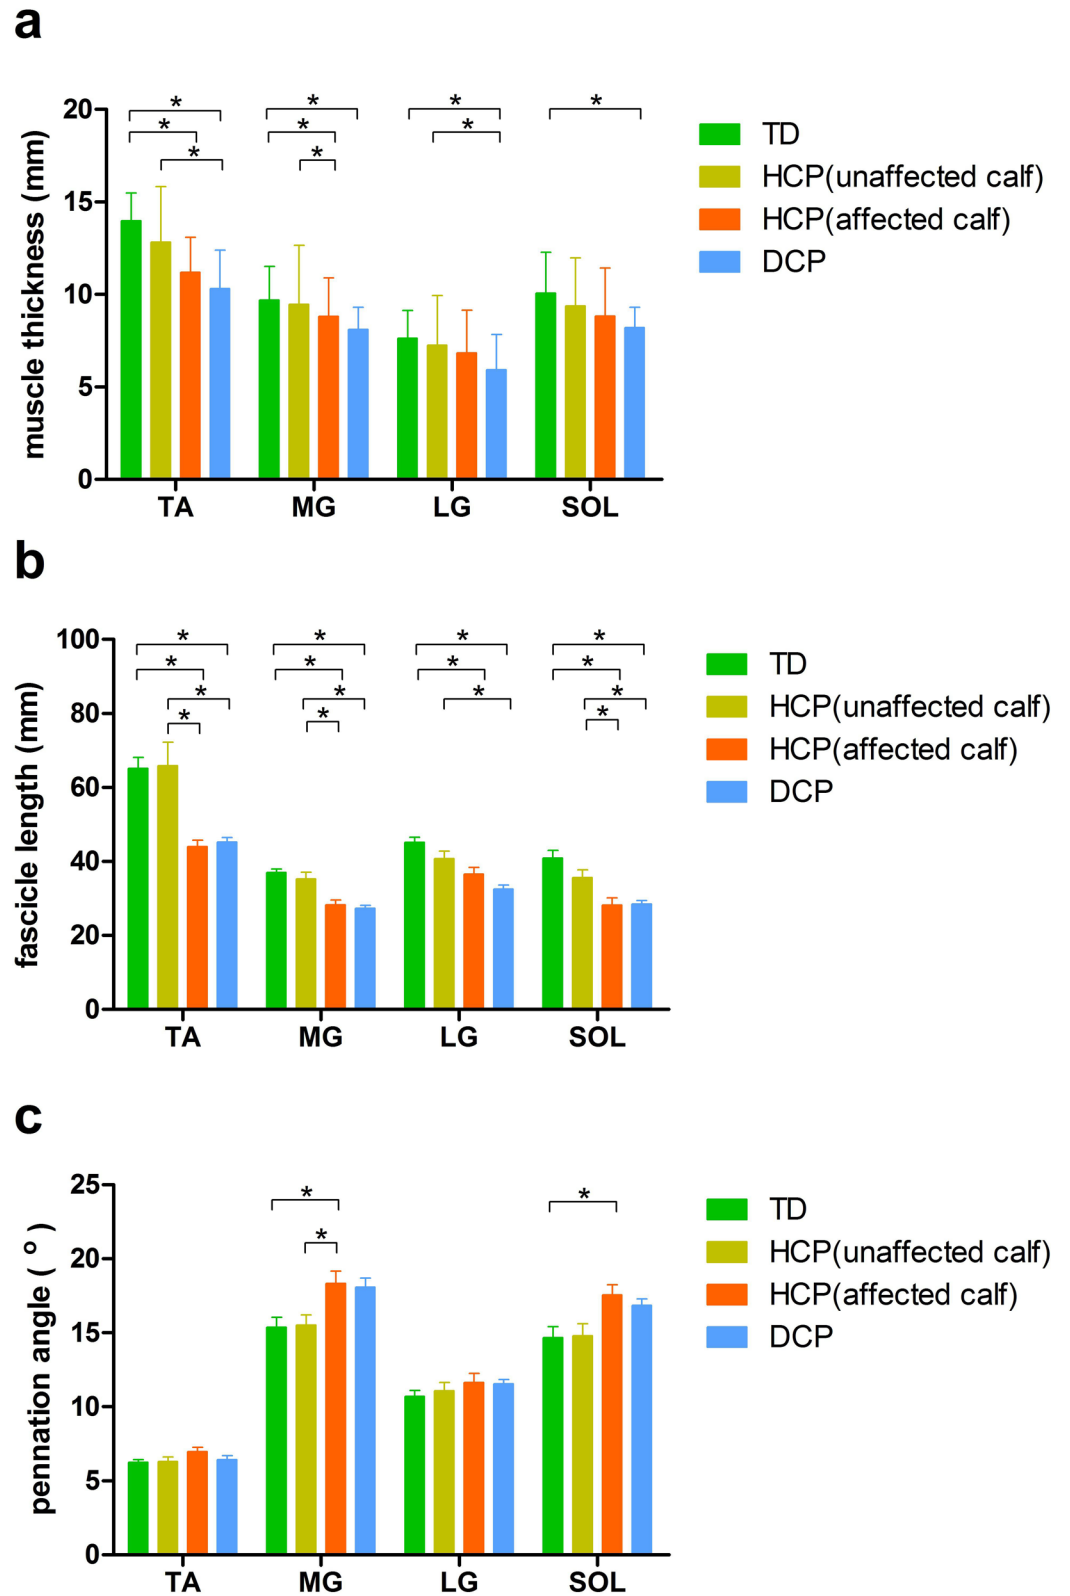 a
muscle thickness (mm)
20
15
10
5
0
* * *
* * *
* *
*
TA MG LG SOL
TD
HCP(unaffected calf)
HCP(affected calf)
DCP
b
fascicle length (mm)
100
80
60
40
20
0
* * * *
* * *
* * * *
* * *
TA MG LG SOL
TD
HCP(unaffected calf)
HCP(affected calf)
DCP
c
pennation angle ( º )
25
20
15
10
5
0
* *
*
TA MG LG SOL
TD
HCP(unaffected calf)
HCP(affected calf)
DCP